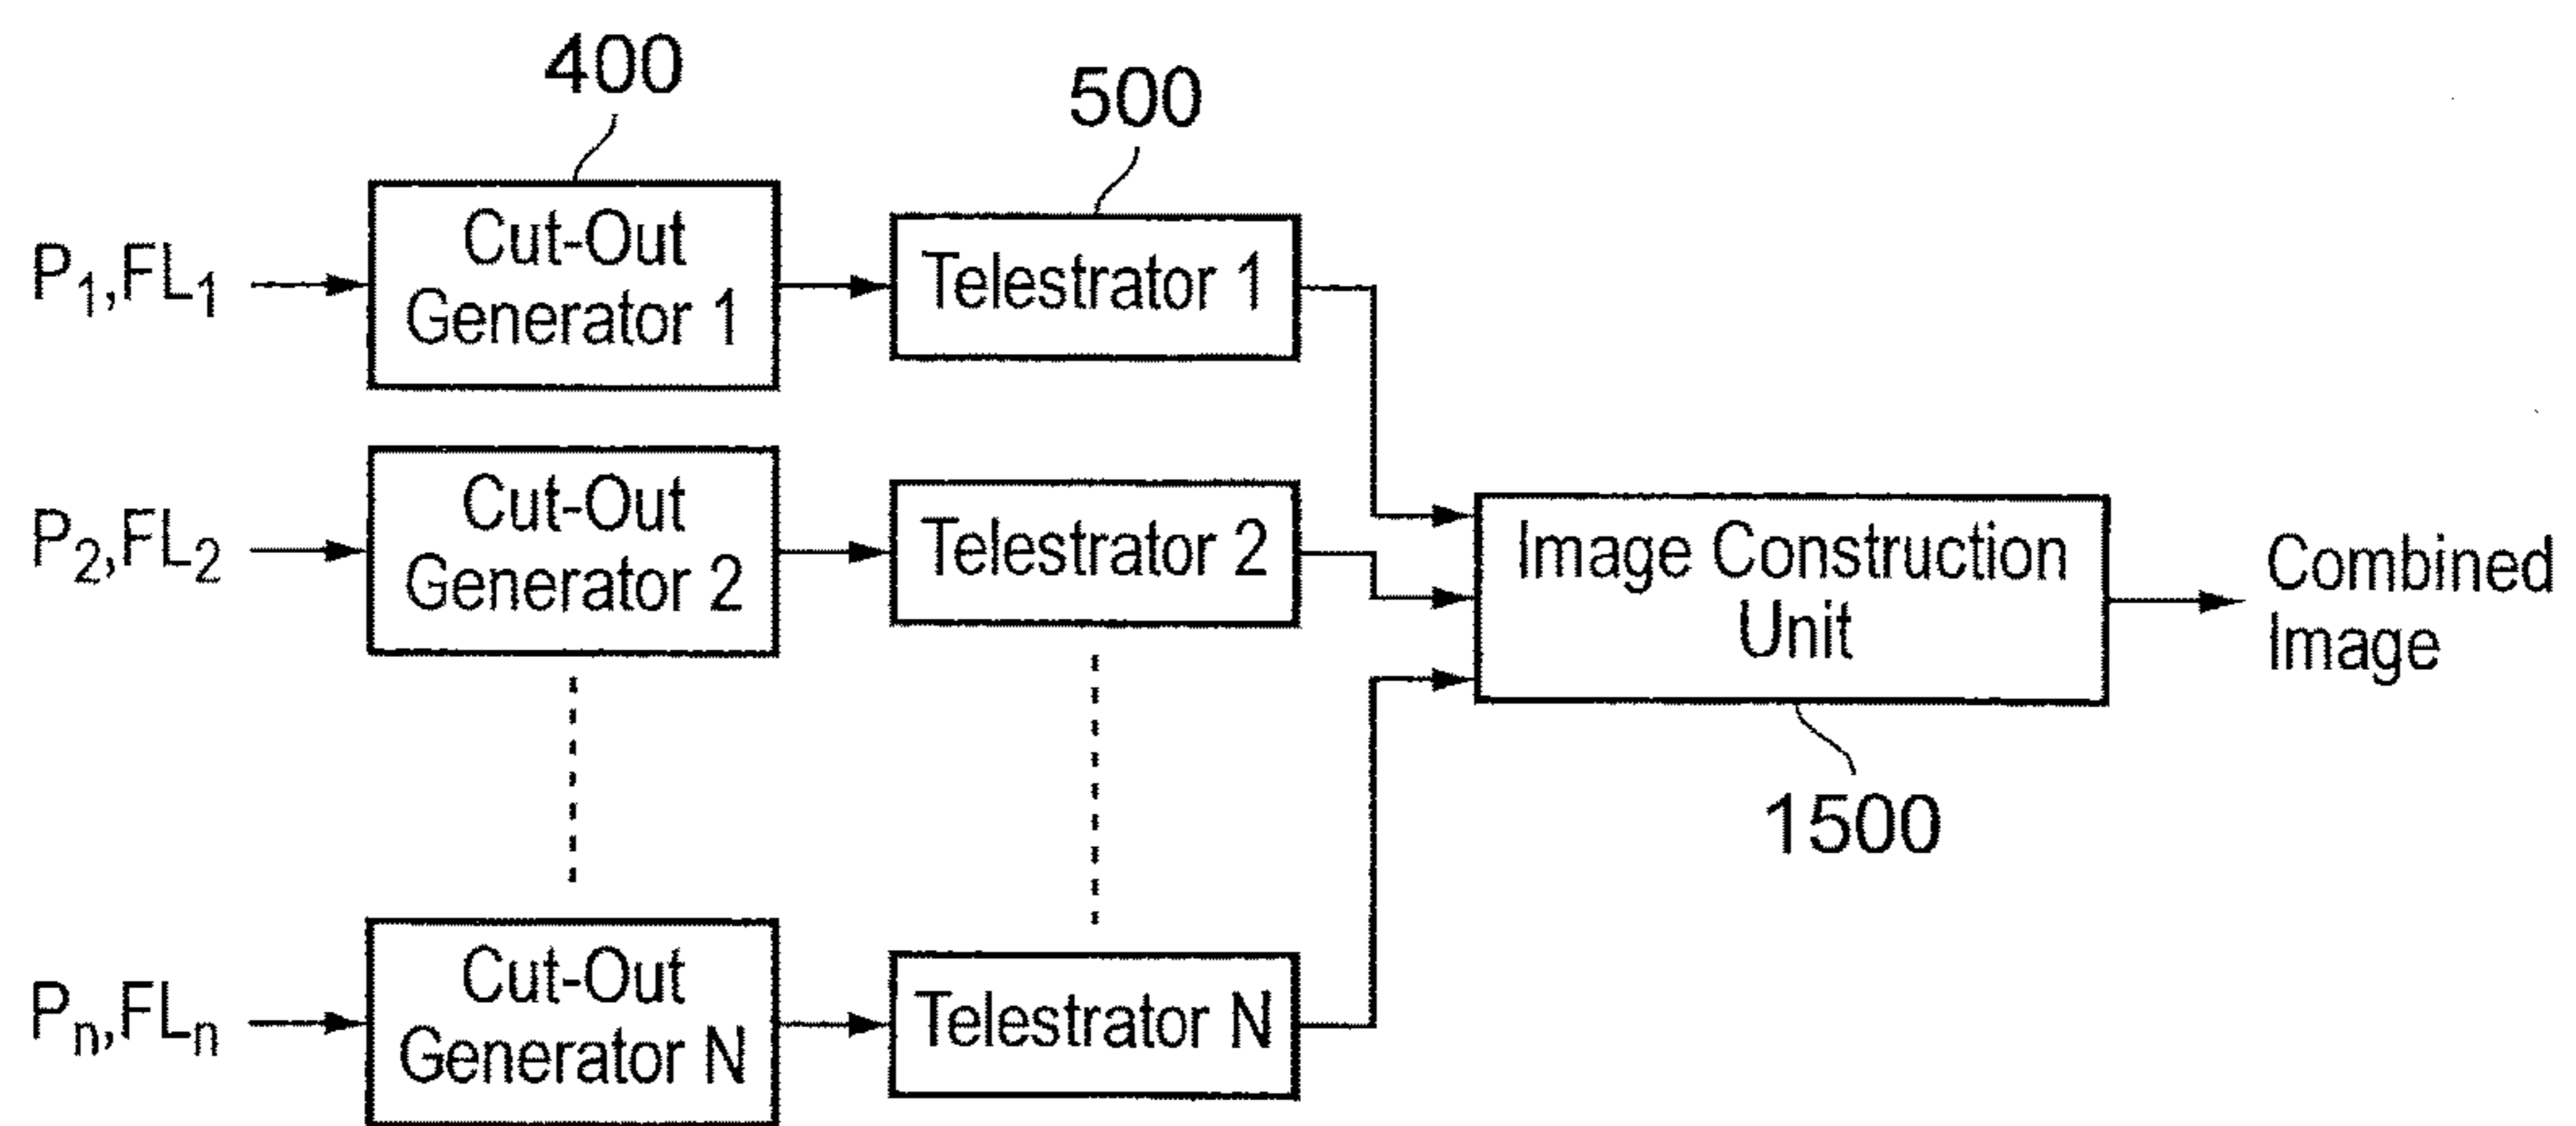 400
500
P1,FL1
Cut-Out
Generator 1
Telestrator 1
P2,FL2
Cut-Out
Generator 2
Telestrator 2
Image Construction
Unit
Combined
Image
1500
Pn,FLn
Cut-Out
Generator N
Telestrator N